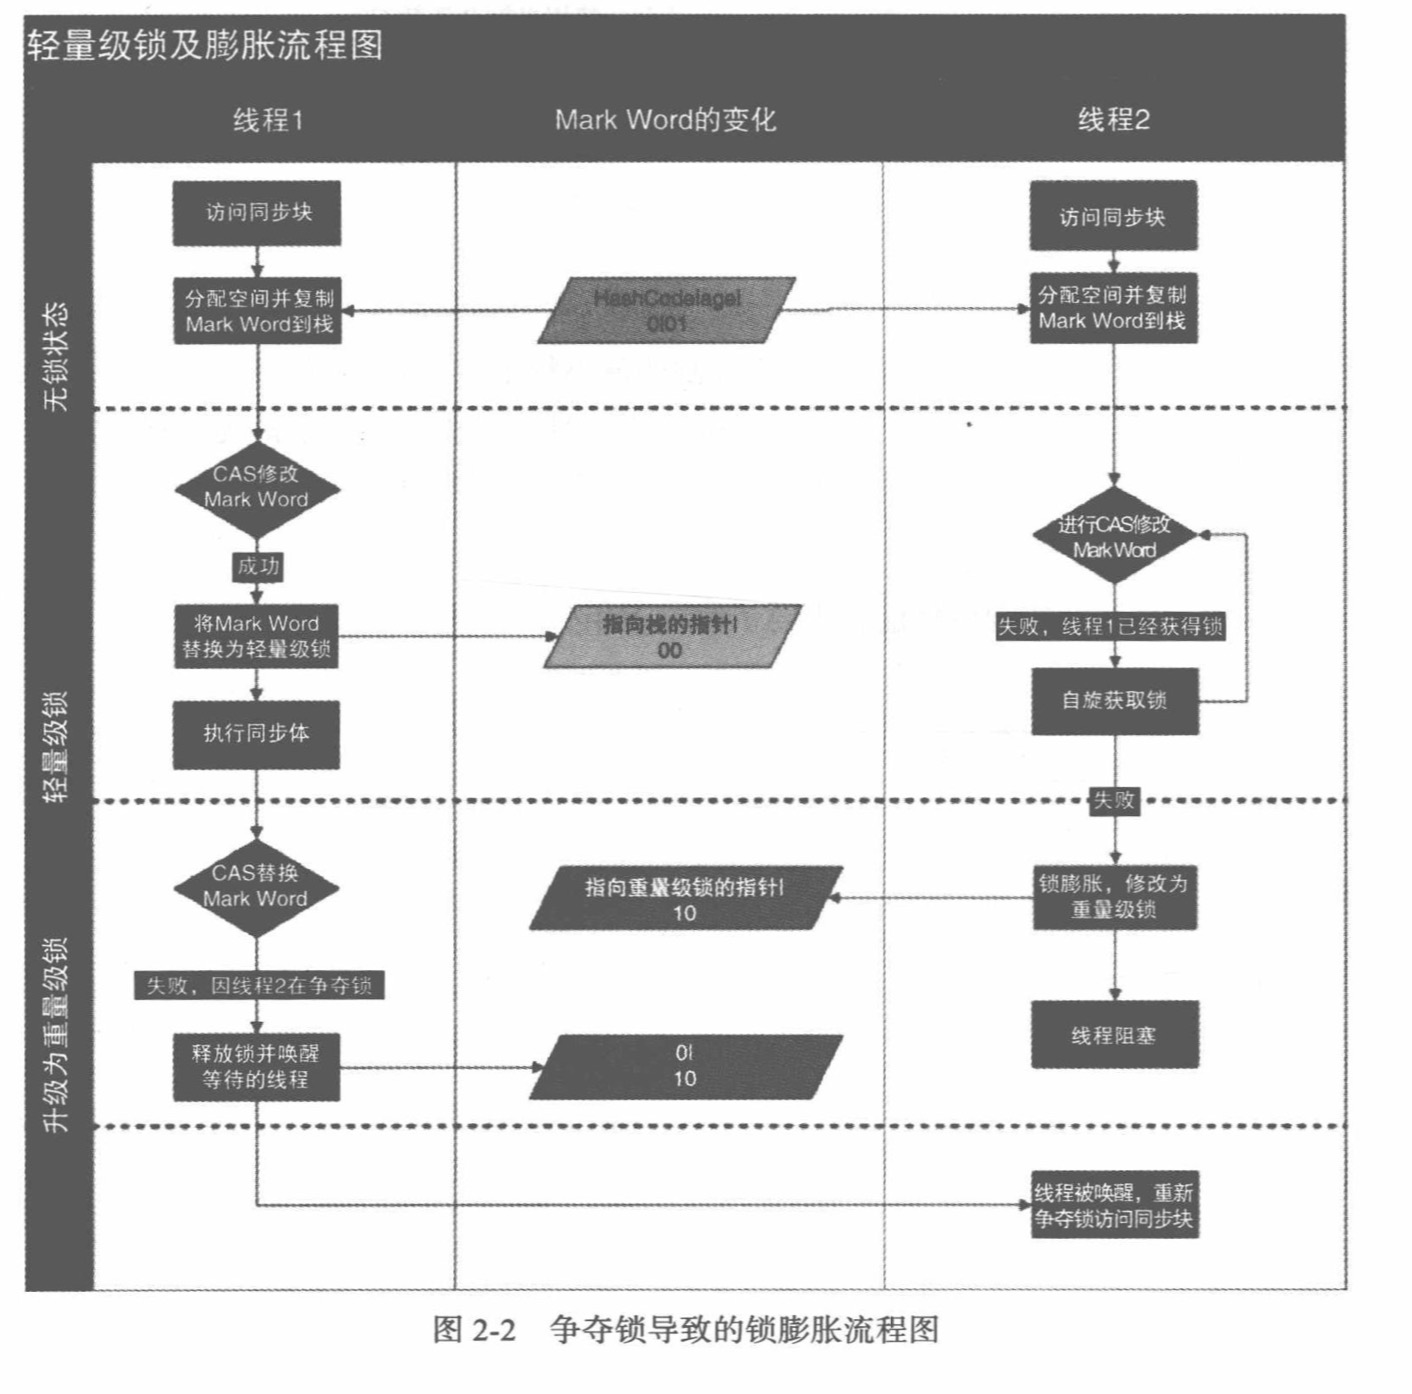 轻量级锁及膨胀流程图
线程1
Mark Word的变化
线程2
无锁状态
访问同步块
访问同步块
分配空间并复制
Mark Word到栈
HashCode|age|
0|01
分配空间并复制
Mark Word到栈
轻量级锁
CAS修改
Mark Word
进行CAS修改
Mark Word
成功
将Mark Word
替换为轻量级锁
指向栈的指针|
00
失败，线程1已经获得锁
自旋获取锁
执行同步体
失败
升级为重量级锁
CAS替换
Mark Word
指向重量级锁的指针|
10
锁膨胀，修改为
重量级锁
失败，因线程2在争夺锁
释放锁并唤醒
等待的线程
0|
10
线程阻塞
线程被唤醒，重新
争夺锁访问同步块
图 2-2 争夺锁导致的锁膨胀流程图